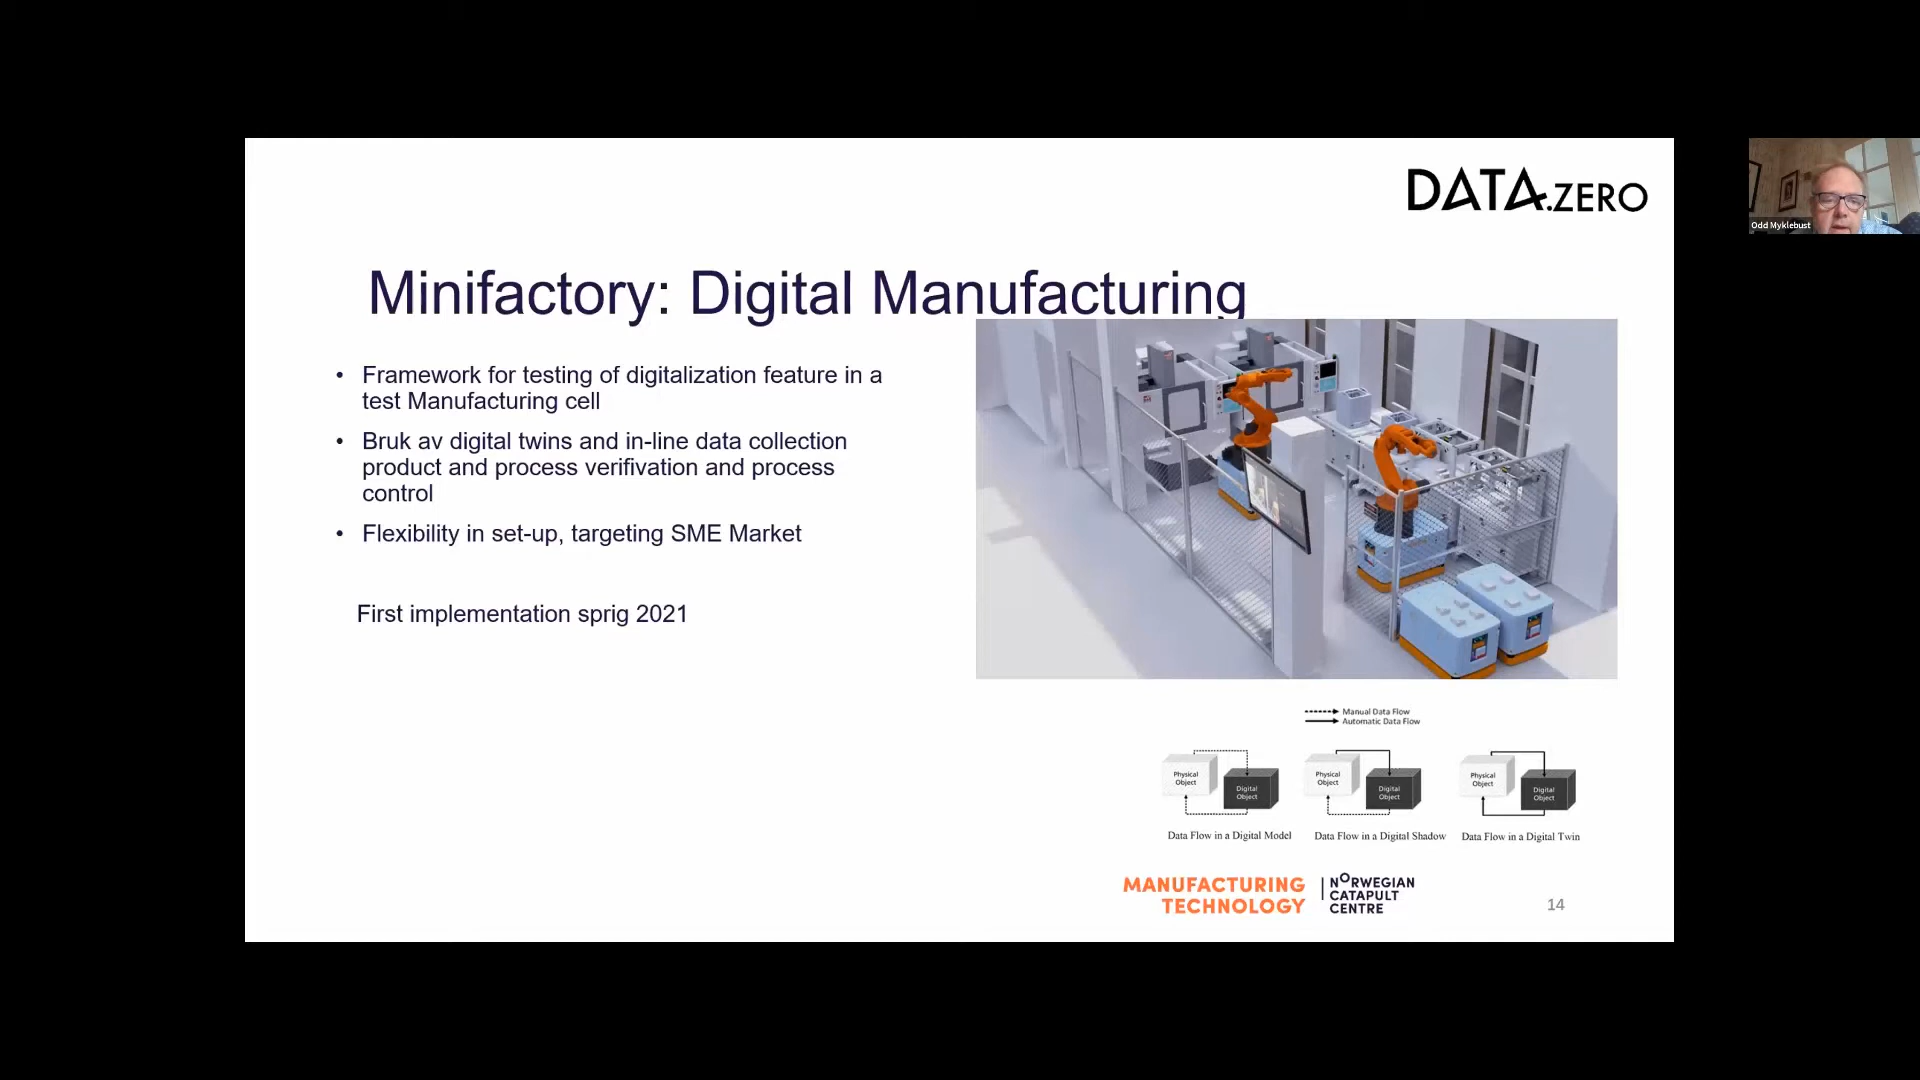 DATA.ZERO
Odd Myklebust
Minifactory: Digital Manufacturing
• Framework for testing of digitalization feature in a
test Manufacturing cell
• Bruk av digital twins and in-line data collection
product and process verifivation and process
control
• Flexibility in set-up, targeting SME Market
First implementation sprig 2021
Manual Data Flow
Automatic Data Flow
Physical
Object
Digital
Object
Data Flow in a Digital Model
Physical
Object
Digital
Object
Data Flow in a Digital Shadow
Physical
Object
Digital
Object
Data Flow in a Digital Twin
MANUFACTURING
TECHNOLOGY
NORWEGIAN
CATAPULT
CENTRE
14